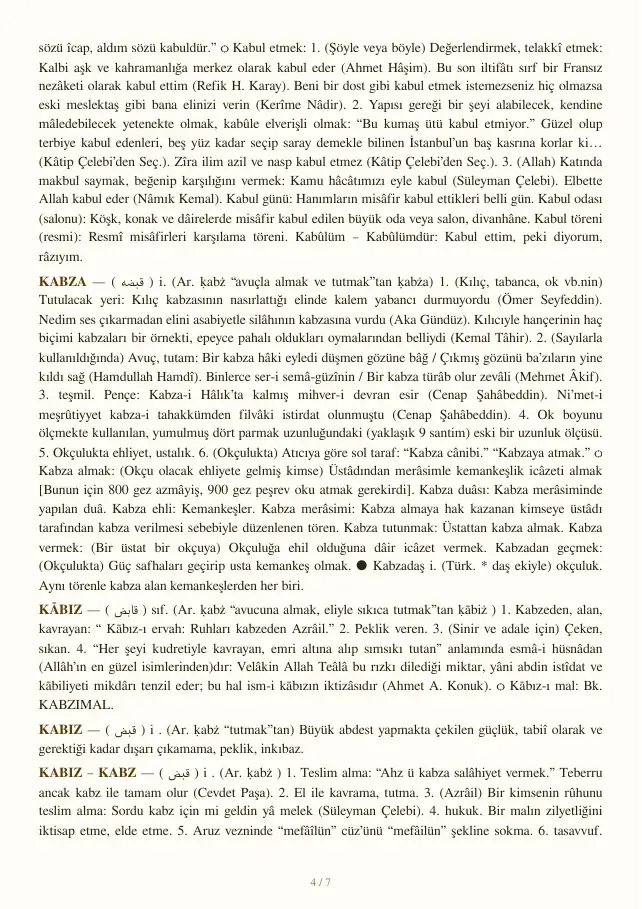 sözü îcap, aldım sözü kabuldür.” ѻ Kabul etmek: 1. (Şöyle veya böyle) Değerlendirmek, telakkî etmek:
Kalbi aşk ve kahramanlığa merkez olarak kabul eder (Ahmet Hâşim). Bu son iltifâtı sırf bir Fransız
nezâketi olarak kabul ettim (Refik H. Karay). Beni bir dost gibi kabul etmek istemezseniz hiç olmazsa
eski meslektaş gibi bana elinizi verin (Kerîme Nâdir). 2. Yapısı gereği bir şeyi alabilecek, kendine
mâledebilecek yetenekte olmak, kabûle elverişli olmak: “Bu kumaş ütü kabul etmiyor.” Güzel olup
terbiye kabul edenleri, beş yüz kadar seçip saray demekle bilinen İstanbul’un baş kasrına korlar ki…
(Kâtip Çelebi’den Seç.). Zîra ilim azil ve nasp kabul etmez (Kâtip Çelebi’den Seç.). 3. (Allah) Katında
makbul saymak, beğenip karşılığını vermek: Kamu hâcâtımızı eyle kabul (Süleyman Çelebi). Elbette
Allah kabul eder (Nâmık Kemal). Kabul günü: Hanımların misâfir kabul ettikleri belli gün. Kabul odası
(salonu): Köşk, konak ve dâirelerde misâfir kabul edilen büyük oda veya salon, divanhâne. Kabul töreni
(resmi): Resmî misâfirleri karşılama töreni. Kabûlüm – Kabulümdür: Kabul ettim, peki diyorum,
râzıyım.
KABZA — ( قبضه ) i. (Ar. ḳabż “avuçla almak ve tutmak”tan ḳabża) 1. (Kılıç, tabanca, ok vb.nin)
Tutulacak yeri: Kılıç kabzasının nasırlattığı elinde kalem yabancı durmuyordu (Ömer Seyfeddin).
Nedim ses çıkarmadan elini asabiyetle silâhının kabzasına vurdu (Aka Gündüz). Kılıcıyle hançerinin haç
biçimi kabzaları bir örnekti, epeyce pahalı oldukları oymalarından belliydi (Kemal Tâhir). 2. (Sayılarla
kullanıldığında) Avuç, tutam: Bir kabza hâki eyledi düşmen gözüne bâğ / Çıkmış gözünü ba’zıların yine
kıldı sağ (Hamdullah Hamdî). Binlerce ser-i semâ-güzînin / Bir kabza türâb olur zevâli (Mehmet Âkif).
3. teşmil. Pençe: Kabza-i Hâlık’ta kalmış mihver-i devran esir (Cenap Şahâbeddin). Ni’met-i
meşrûtiyyet kabza-i tahakkümden filvâki istirdat olunmuştu (Cenap Şahâbeddin). 4. Ok boyunu
ölçmekte kullanılan, yumulmuş dört parmak uzunluğundaki (yaklaşık 9 santim) eski bir uzunluk ölçüsü.
5. Okçulukta ehliyet, ustalık. 6. (Okçulukta) Atıcıya göre sol taraf: “Kabza cânibi.” “Kabzaya atmak.” ѻ
Kabza almak: (Okçu olacak ehliyete gelmiş kimse) Üstâdından merâsimle kemankeşlik icâzeti almak
[Bunun için 800 gez azmâyiş, 900 gez peşrev oku atmak gerekirdi]. Kabza duâsı: Kabza merâsiminde
yapılan duâ. Kabza ehli: Kemankeşler. Kabza merâsimi: Kabza almaya hak kazanan kimseye üstâdı
tarafından kabza verilmesi sebebiyle düzenlenen tören. Kabza tutunmak: Üstattan kabza almak. Kabza
vermek: (Bir üstat bir okçuya) Okçuluğa ehil olduğuna dâir icâzet vermek. Kabzadan geçmek:
(Okçulukta) Güç safhaları geçirip usta kemankeş olmak. ● Kabzadaş i. (Türk. * daş ekiyle) okçuluk.
Aynı törenle kabza alan kemankeşlerden her biri.
KĀBIZ — ( قابض ) sıf. (Ar. ḳabż “avucuna almak, eliyle sıkıca tutmak”tan ḳābiż ) 1. Kabzeden, alan,
kavrayan: “ Kābız-ı ervah: Ruhları kabzeden Azrâil.” 2. Peklik veren. 3. (Sinir ve adale için) Çeken,
sıkan. 4. “Her şeyi kudretiyle kavrayan, emri altına alıp sımsıkı tutan” anlamında esmâ-i hüsnâdan
(Allâh’ın en güzel isimlerinden)dır: Velâkin Allah Teâlâ bu rızkı dilediği miktar, yâni abdin istîdat ve
kābiliyeti mikdârı tenzil eder; bu hal ism-i kābızın iktizâsıdır (Ahmet A. Konuk). ѻ Kābız-ı mal: Bk.
KABZIMAL.
KABIZ — ( قبض ) i . (Ar. ḳabż “tutmak”tan) Büyük abdest yapmakta çekilen güçlük, tabiî olarak ve
gerektiği kadar dışarı çıkamama, peklik, inkıbaz.
KABIZ – KABZ — ( قبض ) i . (Ar. ḳabż ) 1. Teslim alma: “Ahz ü kabza salâhiyet vermek.” Teberru
ancak kabz ile tamam olur (Cevdet Paşa). 2. El ile kavrama, tutma. 3. (Azrâil) Bir kimsenin rûhunu
teslim alma: Sordu kabz için mi geldin yâ melek (Süleyman Çelebi). 4. hukuk. Bir malın zilyetliğini
iktisap etme, elde etme. 5. Aruz vezninde “mefâîlün” cüz’ünü “mefâilün” şekline sokma. 6. tasavvuf.
4 / 7